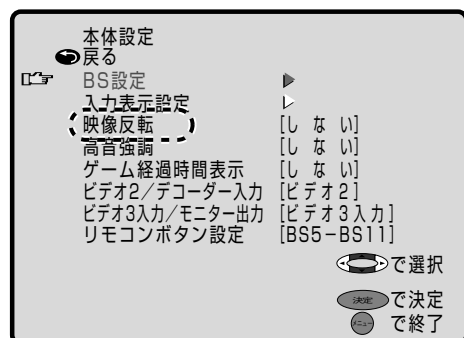 本体設定
戻る
BS設定
入力表示設定
映像反転 [しない]
高音強調 [しない]
ゲーム経過時間表示 [しない]
ビデオ2/デコーダー入力 [ビデオ2]
ビデオ3入力/モニター出力 [ビデオ3入力]
リモコンボタン設定 [BS5-BS11]
で選択
決定 で決定
メニュー で終了